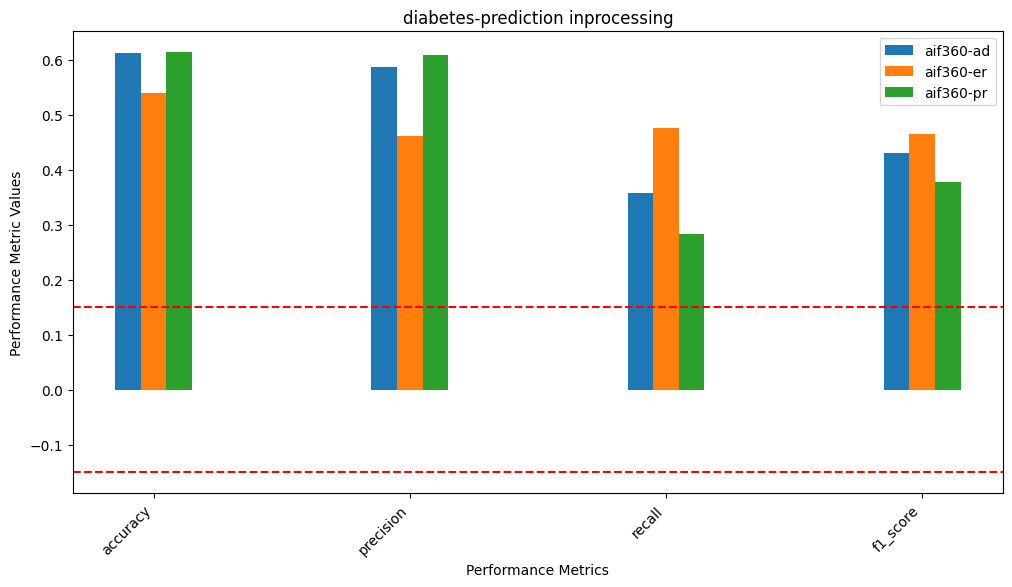 diabetes-prediction inprocessing
aif360-ad
aif360-er
aif360-pr
Performance Metric Values
0.6
0.5
0.4
0.3
0.2
0.1
0.0
−0.1
accuracy
precision
recall
f1_score
Performance Metrics